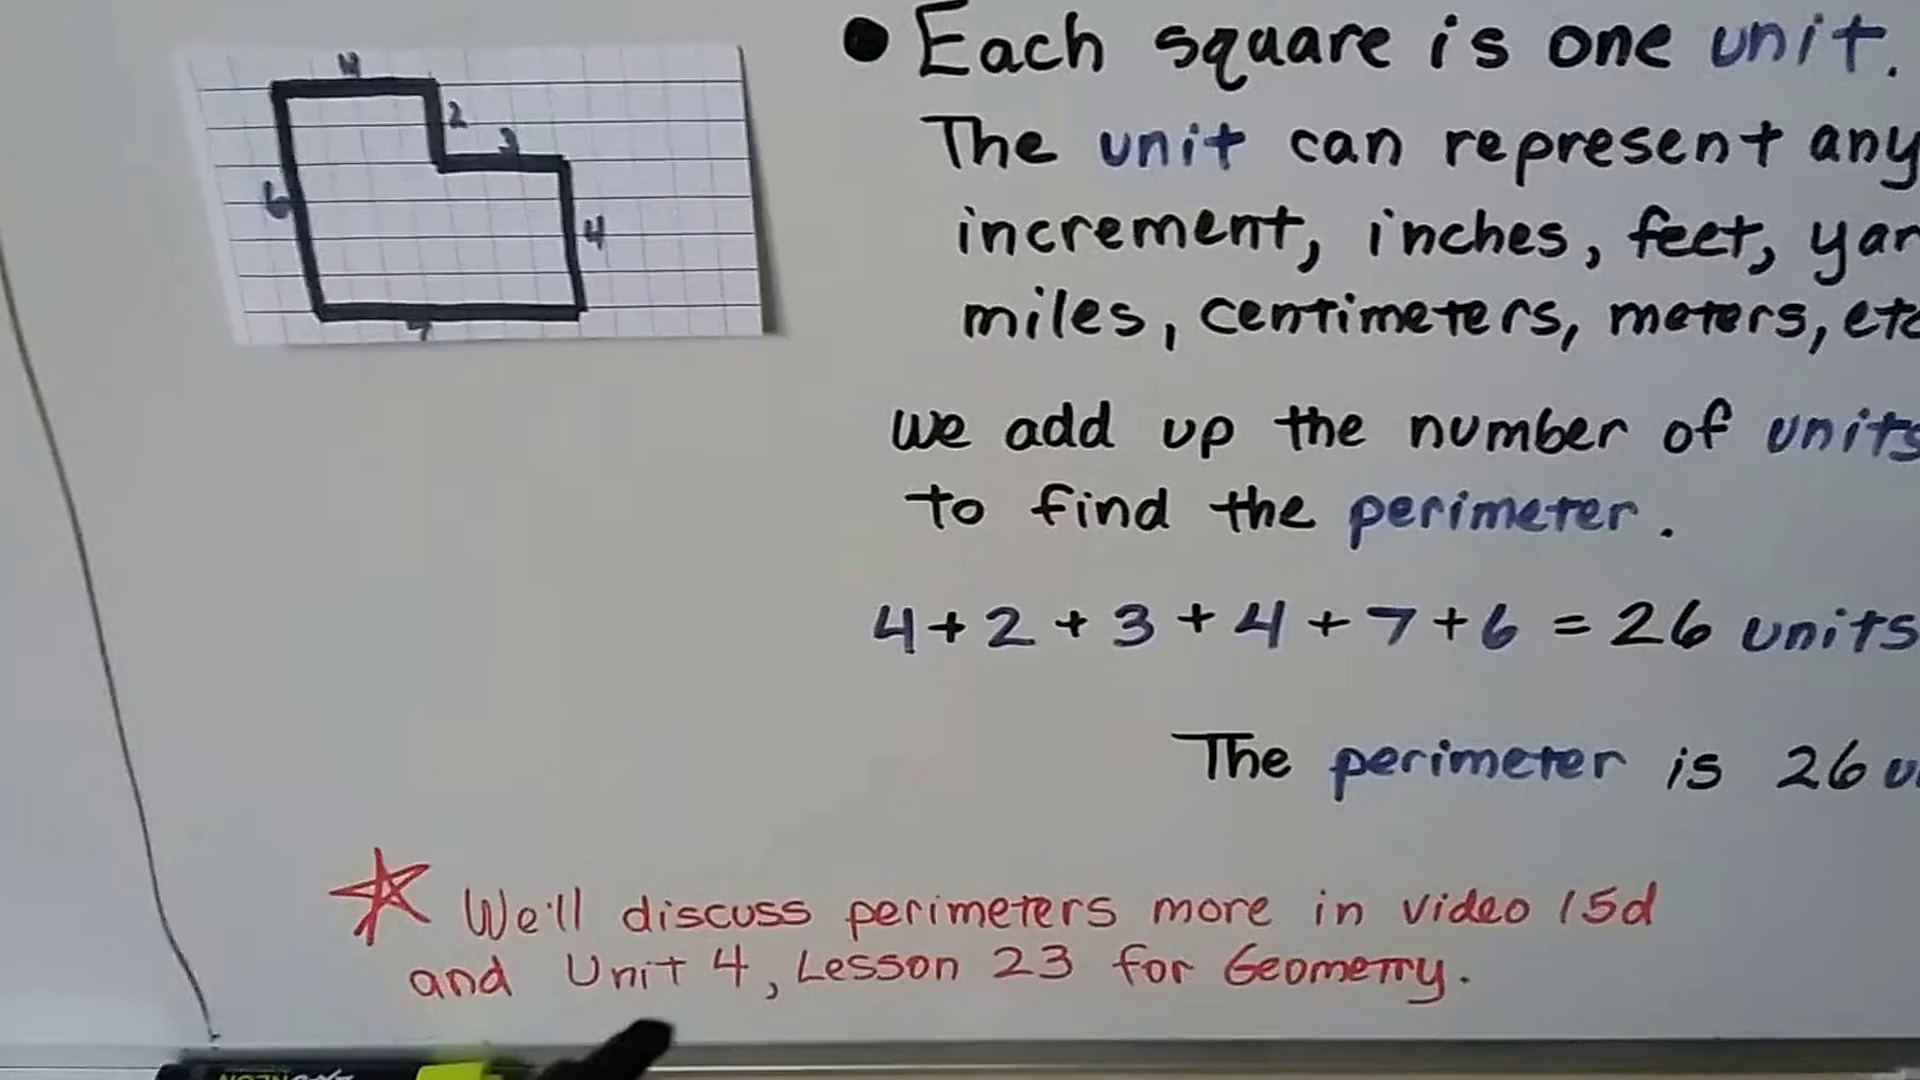 4
2
3
6
4
7
• Each square is one unit.
The unit can represent any
increment, inches, feet, yar
miles, centimeters, meters, etc
we add up the number of units
to find the perimeter.
4 + 2 + 3 + 4 + 7 + 6 = 26 units
The perimeter is 26 u
We'll discuss perimeters more in video 15d
and Unit 4, Lesson 23 for Geometry.